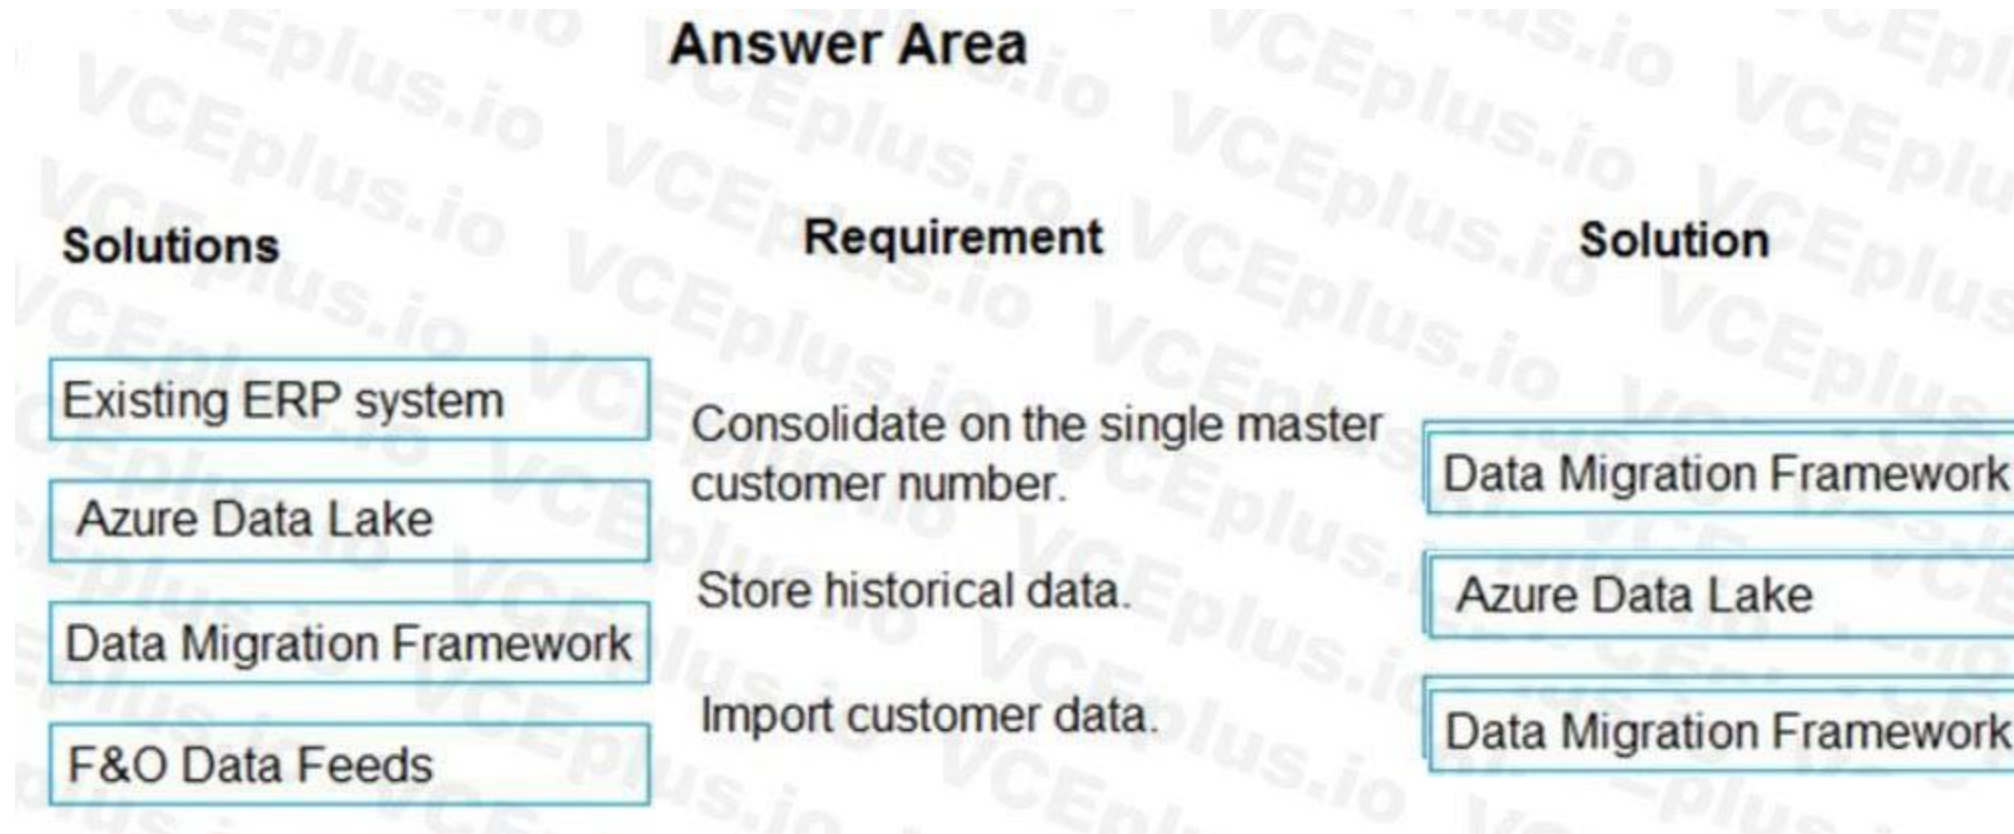 Answer Area
Solutions
Requirement
Solution
Existing ERP system
Azure Data Lake
Data Migration Framework
F&O Data Feeds
Consolidate on the single master
customer number.
Store historical data.
Import customer data.
Data Migration Framework
Azure Data Lake
Data Migration Framework
VCEplus.io